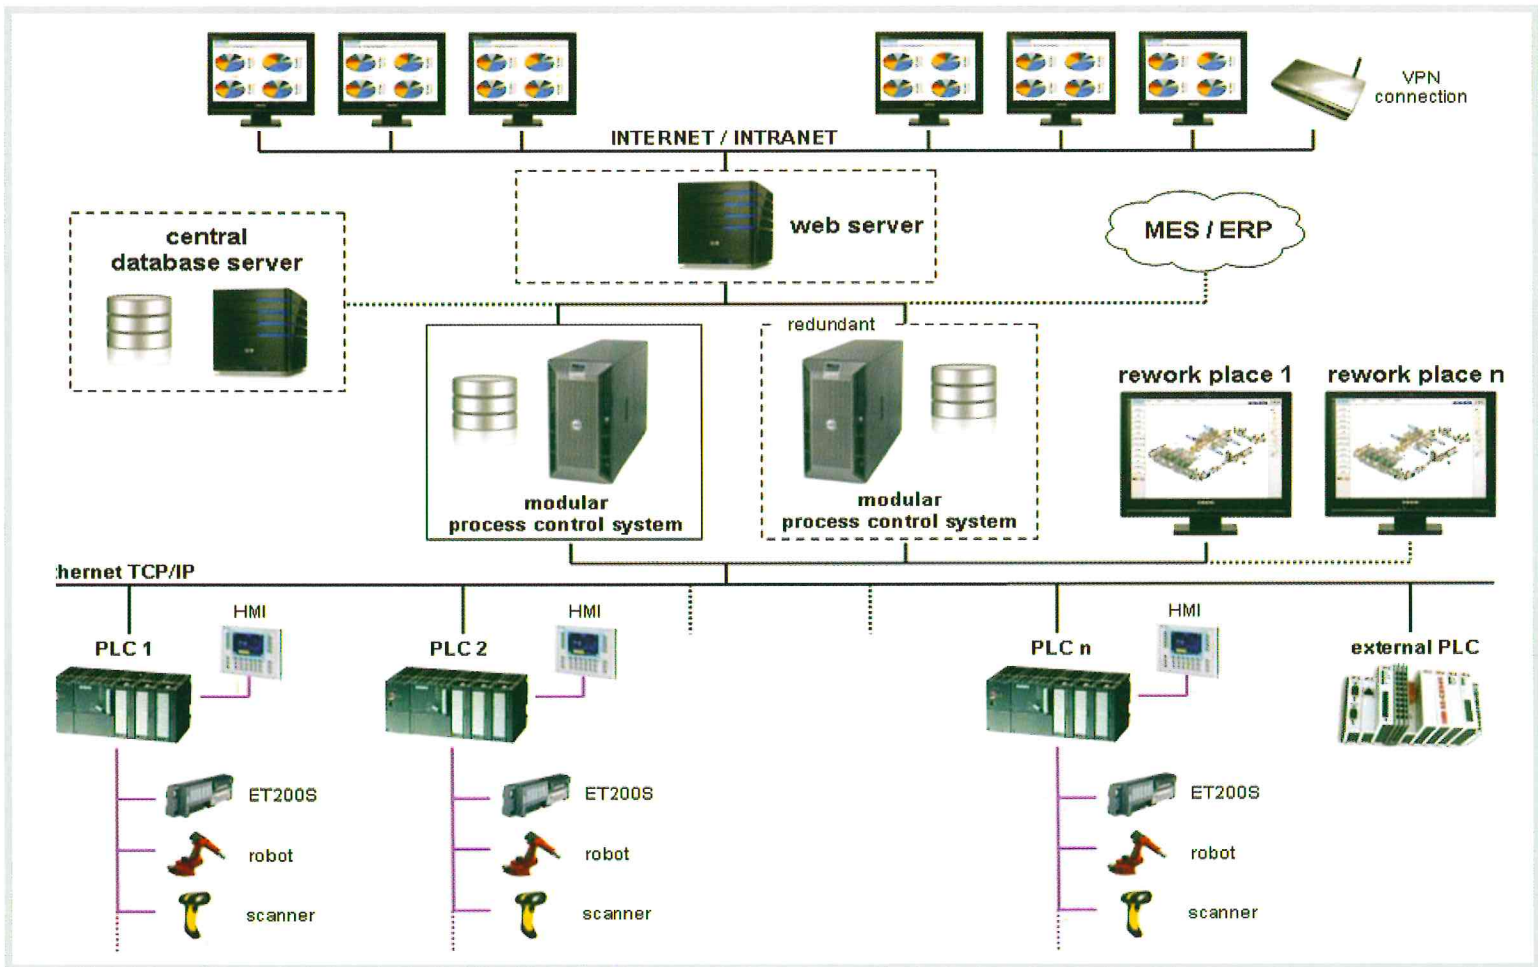 VPN
connection
INTERNET / INTRANET
web server
MES / ERP
central
database server
redundant
rework place 1
rework place n
modular
process control system
modular
process control system
hernet TCP/IP
HMI
HMI
HMI
PLC 1
PLC 2
PLC n
external PLC
ET200S
ET200S
ET200S
robot
robot
robot
scanner
scanner
scanner